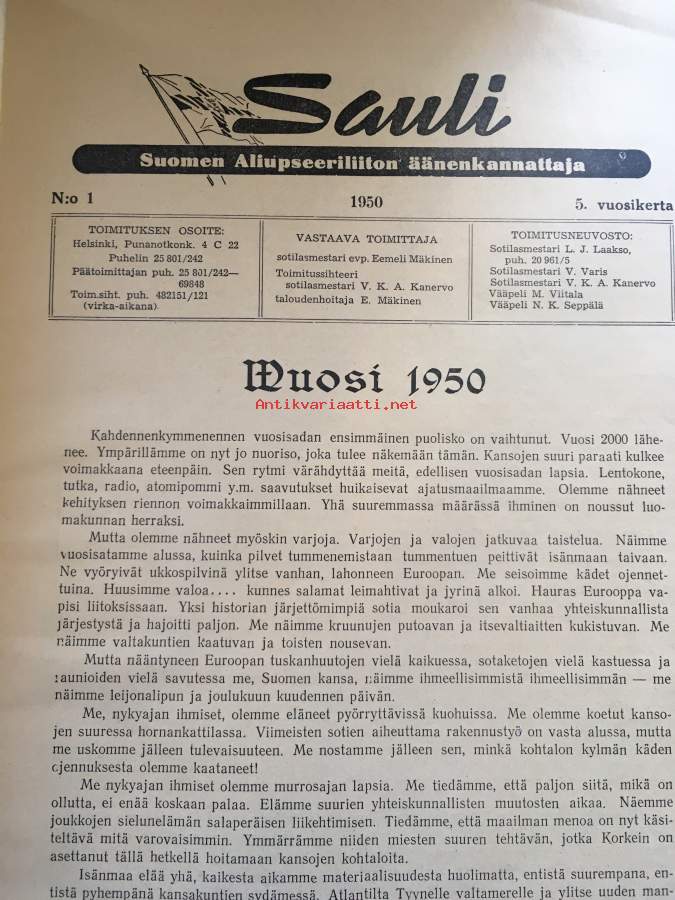 Sauli
Suomen Aliupseeriliiton äänenkannattaja
N:o 1 1950 5. vuosikerta
TOIMITUKSEN OSOITE:
Helsinki, Punanotkonk. 4 C 22
Puhelin 25 801/242
Päätoimittajan puh. 25 801/242—
69848
Toim.siht. puh. 482151/121
(virka-aikana)
VASTAAVA TOIMITTAJA
sotilasmestari evp. Eemeli Mäkinen
Toimitussihteeri
sotilasmestari V. K. A. Kanervo
taloudenhoitaja E. Mäkinen
TOIMITUSNEUVOSTO:
Sotilasmestari L. J. Laakso,
puh. 20 961/5
Sotilasmestari V. Varis
Sotilasmestari V. K. A. Kanervo
Vääpeli M. Viitala
Vääpeli N. K. Seppälä
Wuosi 1950
Antikvariaatti.net
Kahdennenkymmenennen vuosisadan ensimmäinen puolisko on vaihtunut. Vuosi 2000 lähe-
nee. Ympärillämme on nyt jo nuoriso, joka tulee näkemään tämän. Kansojen suuri paraati kulkee
voimakkaana eteenpäin. Sen rytmi värähdyttää meitä, edellisen vuosisadan lapsia. Lentokone,
tutka, radio, atomipommi y.m. saavutukset huikaisevat ajatusmaailmaamme. Olemme nähneet
kehityksen riennon voimakkaimmillaan. Yhä suuremmassa määrässä ihminen on noussut luo-
makunnan herraksi.
Mutta olemme nähneet myöskin varjoja. Varjojen ja valojen jatkuvaa taistelua. Näimme
vuosisatamme alussa, kuinka pilvet tummenemistaan tummentuen peittivät isänmaan taivaan.
Ne vyöryivät ukkospilvinä ylitse vanhan, lahonneen Euroopan. Me seisoimme kädet ojennet-
tuina. Huusimme valoa.... kunnes salamat leimahtivat ja jyrinä alkoi. Hauras Eurooppa va-
pisi liitoksissaan. Yksi historian järjettömimpiä sotia moukaroi sen vanhaa yhteiskunnallista
järjestystä ja hajoitti paljon. Me näimme kruunujen putoavan ja itsevaltiaitten kukistuvan. Me
näimme valtakuntien kaatuvan ja toisten nousevan.
Mutta nääntyneen Euroopan tuskanhuutojen vielä kaikuessa, sotaketojen vielä kastuessa ja
raunioiden vielä savutessa me, Suomen kansa, näimme ihmeellisimmistä ihmeellisimmän — me
näimme leijonalipun ja joulukuun kuudennen päivän.
Me, nykyajan ihmiset, olemme eläneet pyörryttävissä kuohuissa. Me olemme koetut kanso-
jen suuressa hornankattilassa. Viimeisten sotien aiheuttama rakennustyö on vasta alussa, mutta
me uskomme jälleen tulevaisuuteen. Me nostamme jälleen sen, minkä kohtalon kylmän käden
ojennuksesta olemme kaataneet!
Me nykyajan ihmiset olemme murrosajan lapsia. Me tiedämme, että paljon siitä, mikä on
ollutta, ei enää koskaan palaa. Elämme suurien yhteiskunnallisten muutosten aikaa. Näemme
joukkojen sielunelämän salaperäisen liikehtimisen. Tiedämme, että maailman menoa on nyt käsi-
teltävä mitä varovaisimmin. Ymmärrämme niiden miesten suuren tehtävän, jotka Korkein on
asettanut tällä hetkellä hoitamaan kansojen kohtaloita.
Isänmaa elää yhä, kaikesta aikamme materiaalisuudesta huolimatta, entistä suurempana, en-
tistä pyhempänä kansakuntien sydämessä. Atlantilta Tyynelle valtamerelle ja ylitse uuden man-